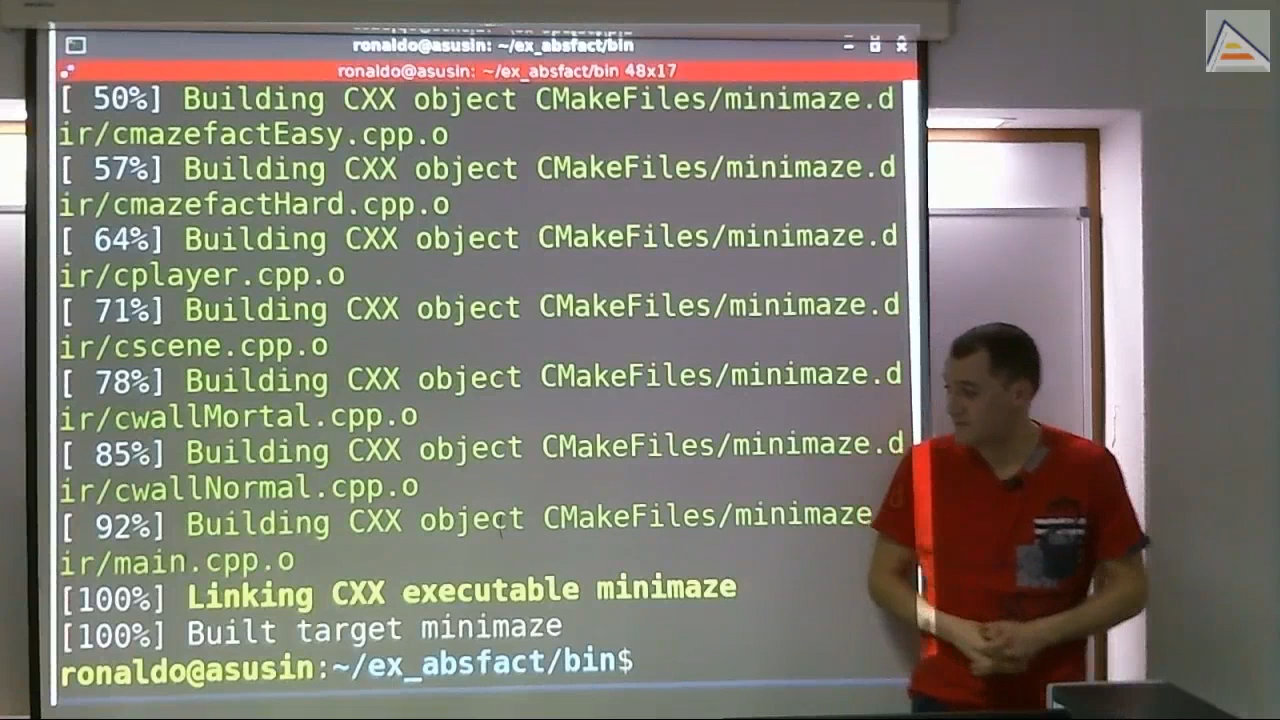 ronaldo@asusin: ~/ex_absfact/bin
ronaldo@asusin: ~/ex_absfact/bin 48x17
[ 50%] Building CXX object CMakeFiles/minimaze.d
ir/cmazefactEasy.cpp.o
[ 57%] Building CXX object CMakeFiles/minimaze.d
ir/cmazefactHard.cpp.o
[ 64%] Building CXX object CMakeFiles/minimaze.d
ir/cplayer.cpp.o
[ 71%] Building CXX object CMakeFiles/minimaze.d
ir/cscene.cpp.o
[ 78%] Building CXX object CMakeFiles/minimaze.d
ir/cwallMortal.cpp.o
[ 85%] Building CXX object CMakeFiles/minimaze.d
ir/cwallNormal.cpp.o
[ 92%] Building CXX object CMakeFiles/minimaze
ir/main.cpp.o
[100%] Linking CXX executable minimaze
[100%] Built target minimaze
ronaldo@asusin:~/ex_absfact/bin$